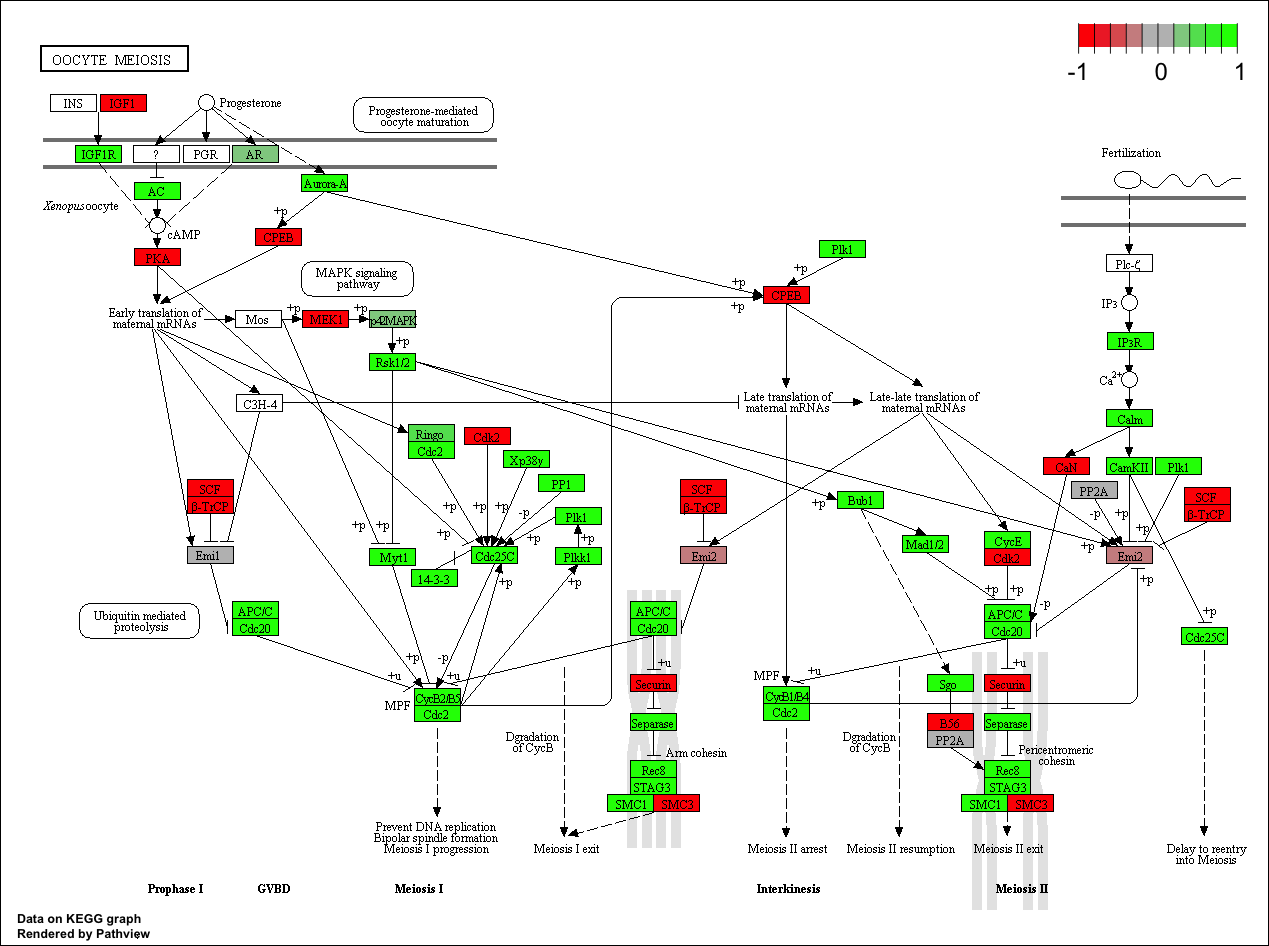 OOCYTE MEIOSIS
-1 0 1
INS
IGF1
Progesterone
Progesterone-mediated
oocyte maturation
IGF1R
?
PGR
AR
AC
Aurora-A
Xenopus oocyte
cAMP
+p
CPEB
PKA
MAPK signaling
pathway
Early translation of
maternal mRNAs
Mos
+p
MEK1
+p
p42MAPK
+p
Rsk1/2
C3H-4
Plk1
+p
+p
+p
CPEB
Late translation of
maternal mRNAs
Late-late translation of
maternal mRNAs
Fertilization
Plc-ζ
IP3
IP3R
Ca2+
Calm
CaN
CamKII
Plk1
PP2A
SCF
β-TrCP
-p
+p
+p
+p
Emi2
+p
Ringo
Cdc2
Cdk2
Xp38γ
PP1
Plk1
+p
+p
+p
-p
+p
+p
Plkk1
Cdc25C
14-3-3
+p
+p
Myt1
SCF
β-TrCP
Emi1
SCF
β-TrCP
+p
Emi2
+p
Bub1
Mad1/2
CycE
Cdk2
+p
+p
-p
APC/C
Cdc20
+p
Cdc25C
Ubiquitin mediated
proteolysis
APC/C
Cdc20
APC/C
Cdc20
+p
+p
+p
-p
+u
+u
MPF
CycB2/B5
Cdc2
+u
Securin
Separase
Arm cohesin
Rec8
STAG3
SMC1
SMC3
Dgradation
of CycB
MPF
CycB1/B4
Cdc2
Dgradation
of CycB
Sgo
B56
PP2A
+u
Securin
Separase
Pericentromeric
cohesin
Rec8
STAG3
SMC1
SMC3
Prevent DNA replication
Bipolar spindle formation
Meiosis I progression
Meiosis I exit
Meiosis II arrest
Meiosis II resumption
Meiosis II exit
Delay to reentry
into Meiosis
Prophase I
GVBD
Meiosis I
Interkinesis
Meiosis II
Data on KEGG graph
Rendered by Pathview